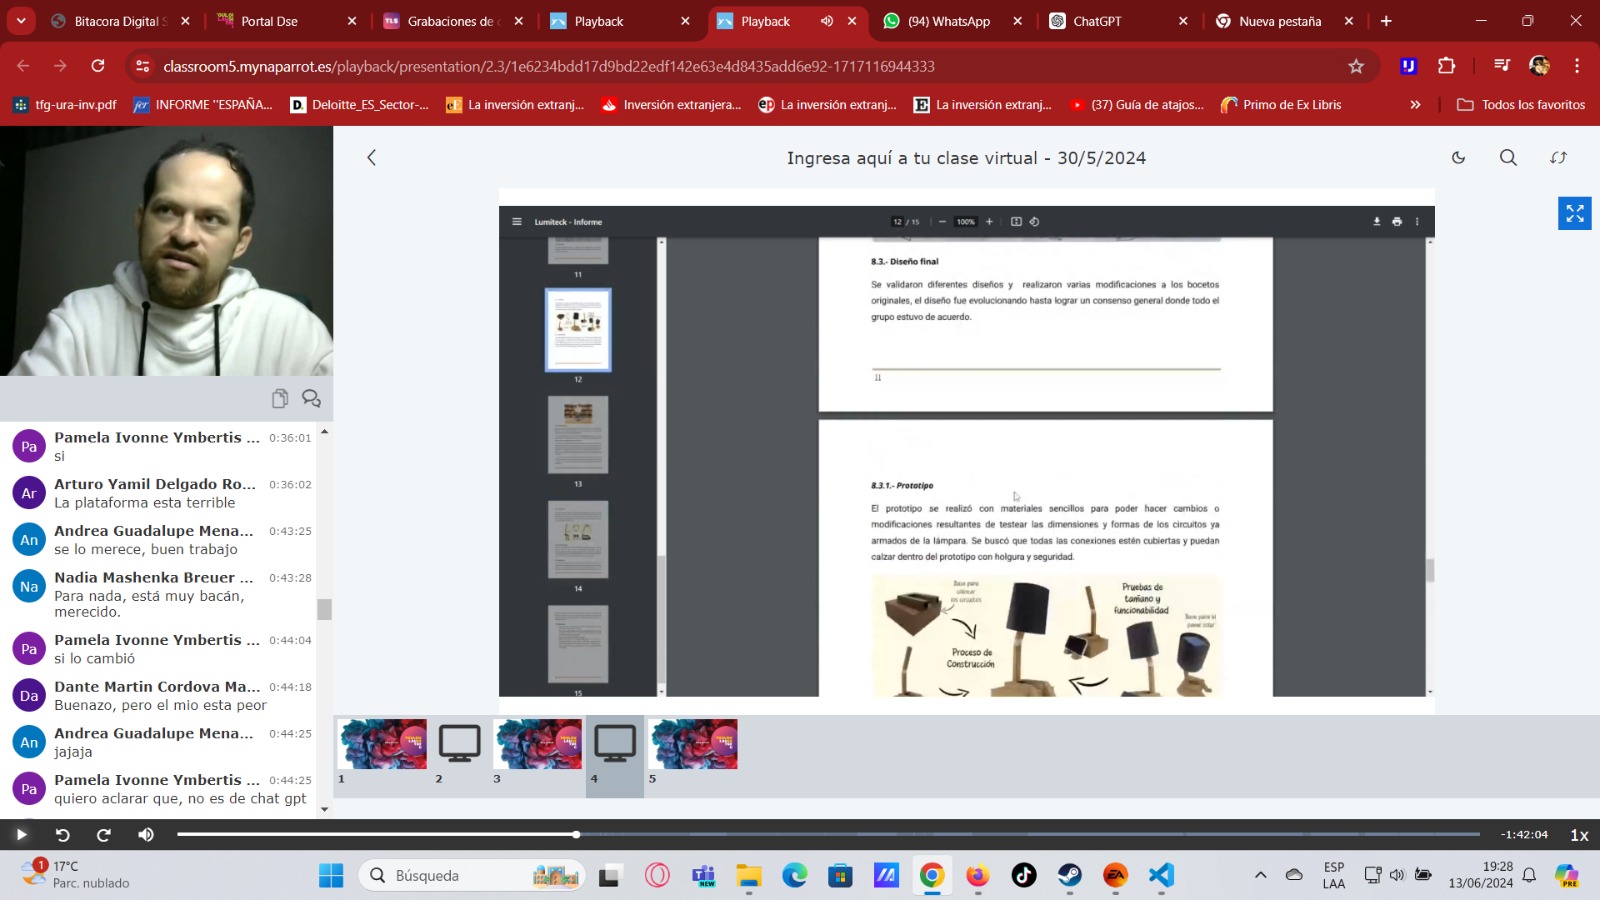 Bitacora Digital S
Portal Dse
Grabaciones de c
Playback
Playback
(94) WhatsApp
ChatGPT
Nueva pestaña
classroom5.mynaparrot.es/playback/presentation/2.3/1e6234bdd17d9bd22edf142e63e4d8435add6e92-1717116944333
tfg-ura-inv.pdf
INFORME "ESPAÑA...
Deloitte_ES_Sector-...
La inversión extranj...
Inversión extranjera...
La inversión extranj...
La inversión extranj...
(37) Guía de atajos...
Primo de Ex Libris
Todos los favoritos
Ingresa aquí a tu clase virtual - 30/5/2024
Lumiteck - Informe
12 / 15
100%
11
12
13
14
15
8.3.- Diseño final
Se validaron diferentes diseños y realizaron varias modificaciones a los bocetos
originales, el diseño fue evolucionando hasta lograr un consenso general donde todo el
grupo estuvo de acuerdo.
11
8.3.1.- Prototipo
El prototipo se realizó con materiales sencillos para poder hacer cambios o
modificaciones resultantes de testear las dimensiones y formas de los circuitos ya
armados de la lámpara. Se buscó que todas las conexiones estén cubiertas y puedan
calzar dentro del prototipo con holgura y seguridad.
Base para
los circuitos
Proceso de
Construcción
Pruebas de
tamaño y
funcionabilidad
Base para el
panel solar
Pa
Pamela Ivonne Ymbertis ... 0:36:01
si
Ar
Arturo Yamil Delgado Ro... 0:36:02
La plataforma esta terrible
An
Andrea Guadalupe Mena... 0:43:25
se lo merece, buen trabajo
Na
Nadia Mashenka Breuer ... 0:43:28
Para nada, está muy bacán,
merecido.
Pa
Pamela Ivonne Ymbertis ... 0:44:04
si lo cambió
Da
Dante Martin Cordova Ma... 0:44:18
Buenazo, pero el mio esta peor
An
Andrea Guadalupe Mena... 0:44:25
jajaja
Pa
Pamela Ivonne Ymbertis ... 0:44:25
quiero aclarar que, no es de chat gpt
1
2
3
4
5
-1:42:04
1x
1
17°C
Parc. nublado
Búsqueda
NEW
ESP
LAA
19:28
13/06/2024
PRE